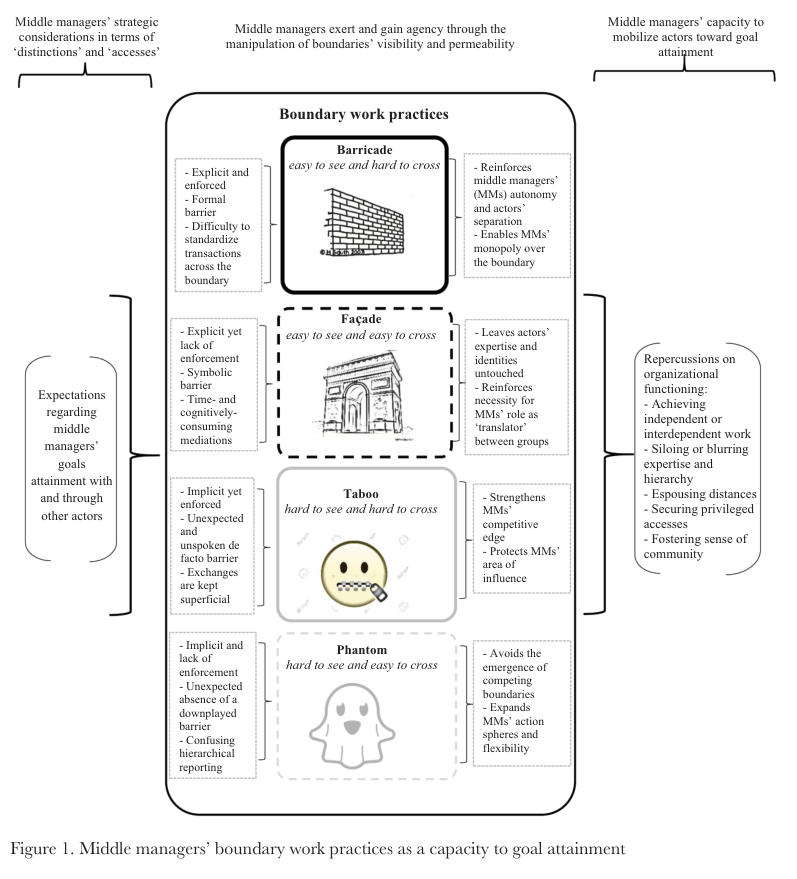 Middle managers’ strategic
considerations in terms of
‘distinctions’ and ‘accesses’
Middle managers exert and gain agency through the
manipulation of boundaries’ visibility and permeability
Middle managers’ capacity to
mobilize actors toward goal
attainment
Boundary work practices
Barricade
easy to see and hard to cross
- Explicit and
enforced
- Formal
barrier
- Difficulty to
standardize
transactions
across the
boundary
- Reinforces
middle managers’
(MMs) autonomy
and actors’
separation
- Enables MMs’
monopoly over
the boundary
Façade
easy to see and easy to cross
- Explicit yet
lack of
enforcement
- Symbolic
barrier
- Time- and
cognitively-
consuming
mediations
- Leaves actors’
expertise and
identities
untouched
- Reinforces
necessity for
MMs’ role as
‘translator’
between groups
Expectations
regarding
middle
managers’
goals
attainment with
and through
other actors
Repercussions on
organizational
functioning:
- Achieving
independent or
interdependent work
- Siloing or blurring
expertise and
hierarchy
- Espousing distances
- Securing privileged
accesses
- Fostering sense of
community
Taboo
hard to see and hard to cross
- Implicit yet
enforced
- Unexpected
and
unspoken de
facto barrier
- Exchanges
are kept
superficial
- Strengthens
MMs’
competitive
edge
- Protects MMs’
area of
influence
Phantom
hard to see and easy to cross
- Implicit and
lack of
enforcement
- Unexpected
absence of a
downplayed
barrier
- Confusing
hierarchical
reporting
- Avoids the
emergence of
competing
boundaries
- Expands
MMs’ action
spheres and
flexibility
Figure 1. Middle managers’ boundary work practices as a capacity to goal attainment